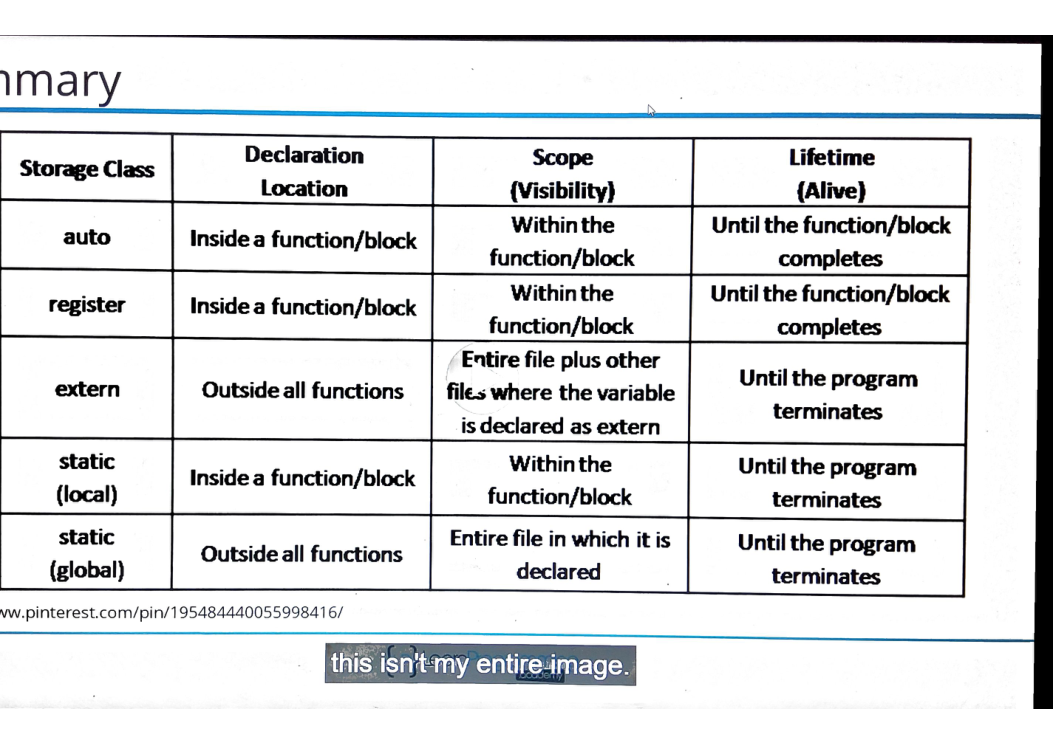 mmary
Storage Class
Declaration
Location
Scope
(Visibility)
Lifetime
(Alive)
auto
Inside a function/block
Within the
function/block
Until the function/block
completes
register
Inside a function/block
Within the
function/block
Until the function/block
completes
extern
Outside all functions
Entire file plus other
files where the variable
is declared as extern
Until the program
terminates
static
(local)
Inside a function/block
Within the
function/block
Until the program
terminates
static
(global)
Outside all functions
Entire file in which it is
declared
Until the program
terminates
ww.pinterest.com/pin/195484440055998416/
this isn't my entire image.